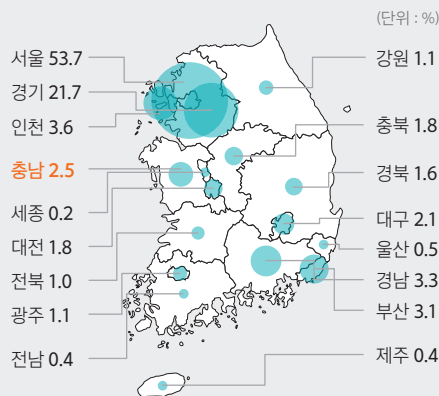 (단위 : %)
서울 53.7
경기 21.7
인천 3.6
충남 2.5
세종 0.2
대전 1.8
전북 1.0
광주 1.1
전남 0.4
강원 1.1
충북 1.8
경북 1.6
대구 2.1
울산 0.5
경남 3.3
부산 3.1
제주 0.4